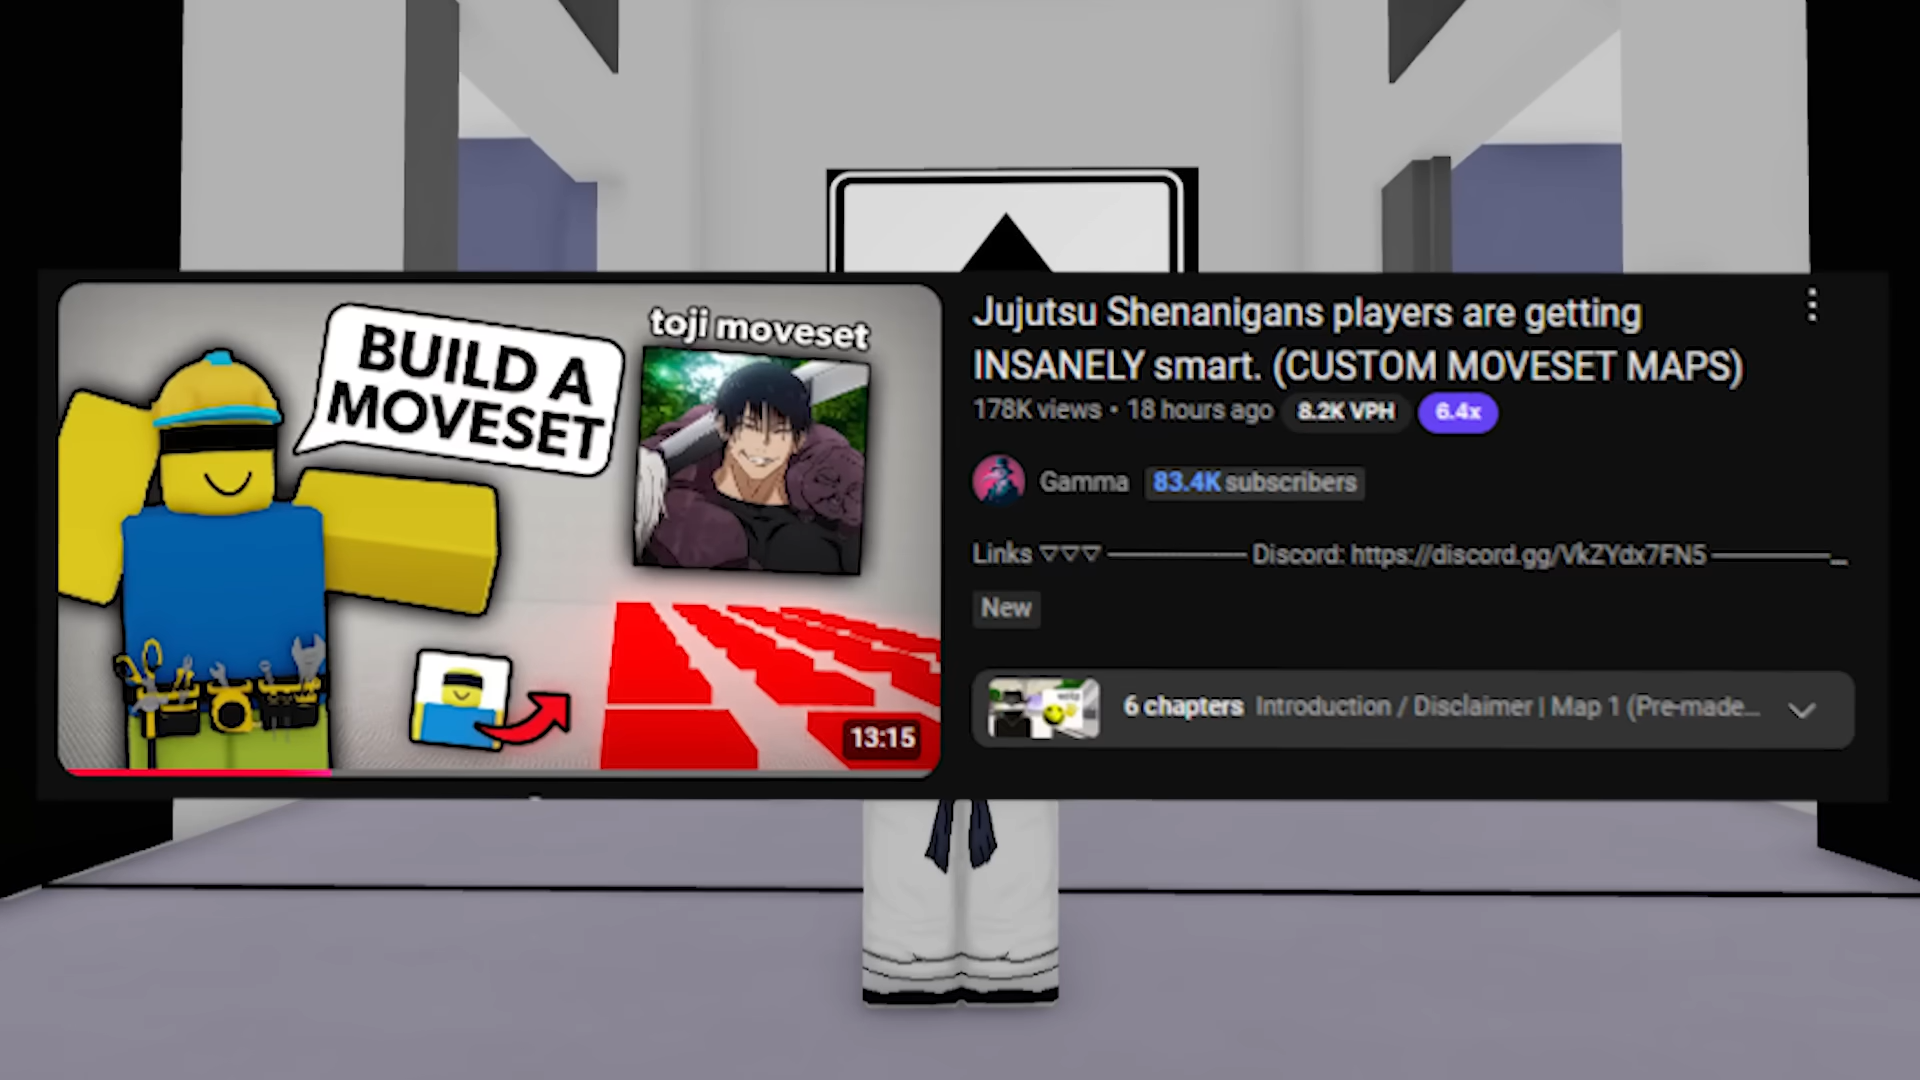 BUILD A
MOVESET
toji moveset
13:15
Jujutsu Shenanigans players are getting
INSANELY smart. (CUSTOM MOVESET MAPS)
178K views • 18 hours ago 8.2K VPH 6.4x
Gamma 83.4K subscribers
Links ▽▽▽ ——————— Discord: https://discord.gg/VkZYdx7FN5 ——————...
New
6 chapters Introduction / Disclaimer | Map 1 (Pre-made...